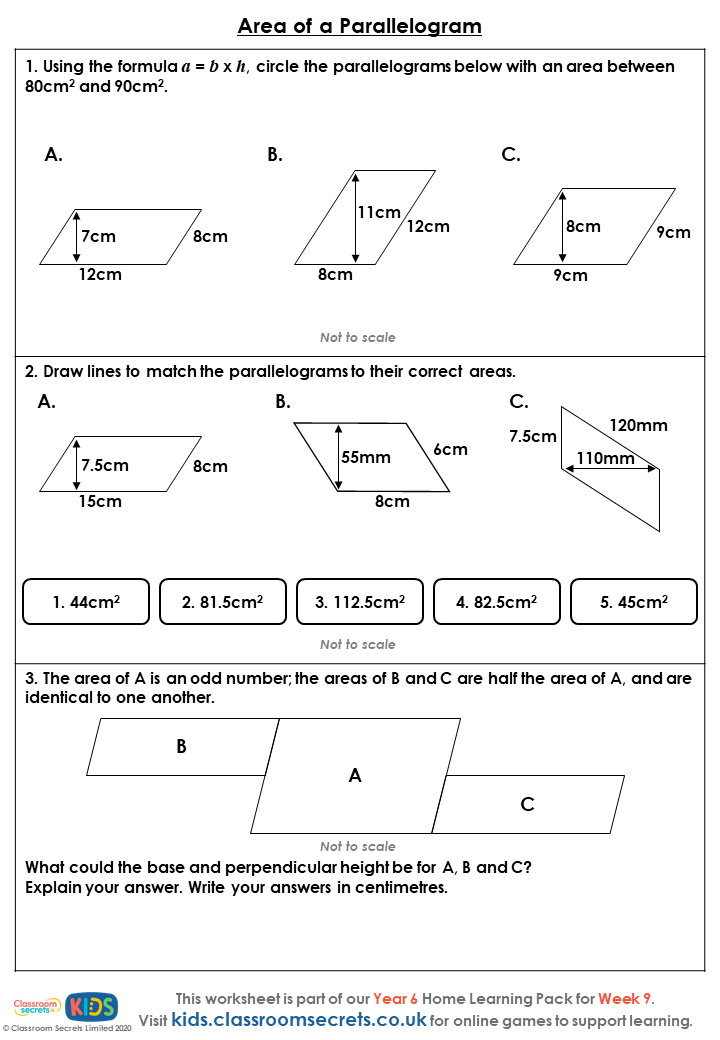 Area of a Parallelogram
1. Using the formula a = b x h, circle the parallelograms below with an area between
80cm² and 90cm².
A.
B.
C.
7cm
8cm
12cm
11cm
12cm
8cm
8cm
9cm
9cm
Not to scale
2. Draw lines to match the parallelograms to their correct areas.
A.
B.
C.
7.5cm
8cm
15cm
55mm
6cm
8cm
7.5cm
120mm
110mm
1. 44cm²
2. 81.5cm²
3. 112.5cm²
4. 82.5cm²
5. 45cm²
Not to scale
3. The area of A is an odd number; the areas of B and C are half the area of A, and are
identical to one another.
B
A
C
Not to scale
What could the base and perpendicular height be for A, B and C?
Explain your answer. Write your answers in centimetres.
Classroom
secrets
KIDS
© Classroom Secrets Limited 2020
This worksheet is part of our Year 6 Home Learning Pack for Week 9.
Visit kids.classroomsecrets.co.uk for online games to support learning.